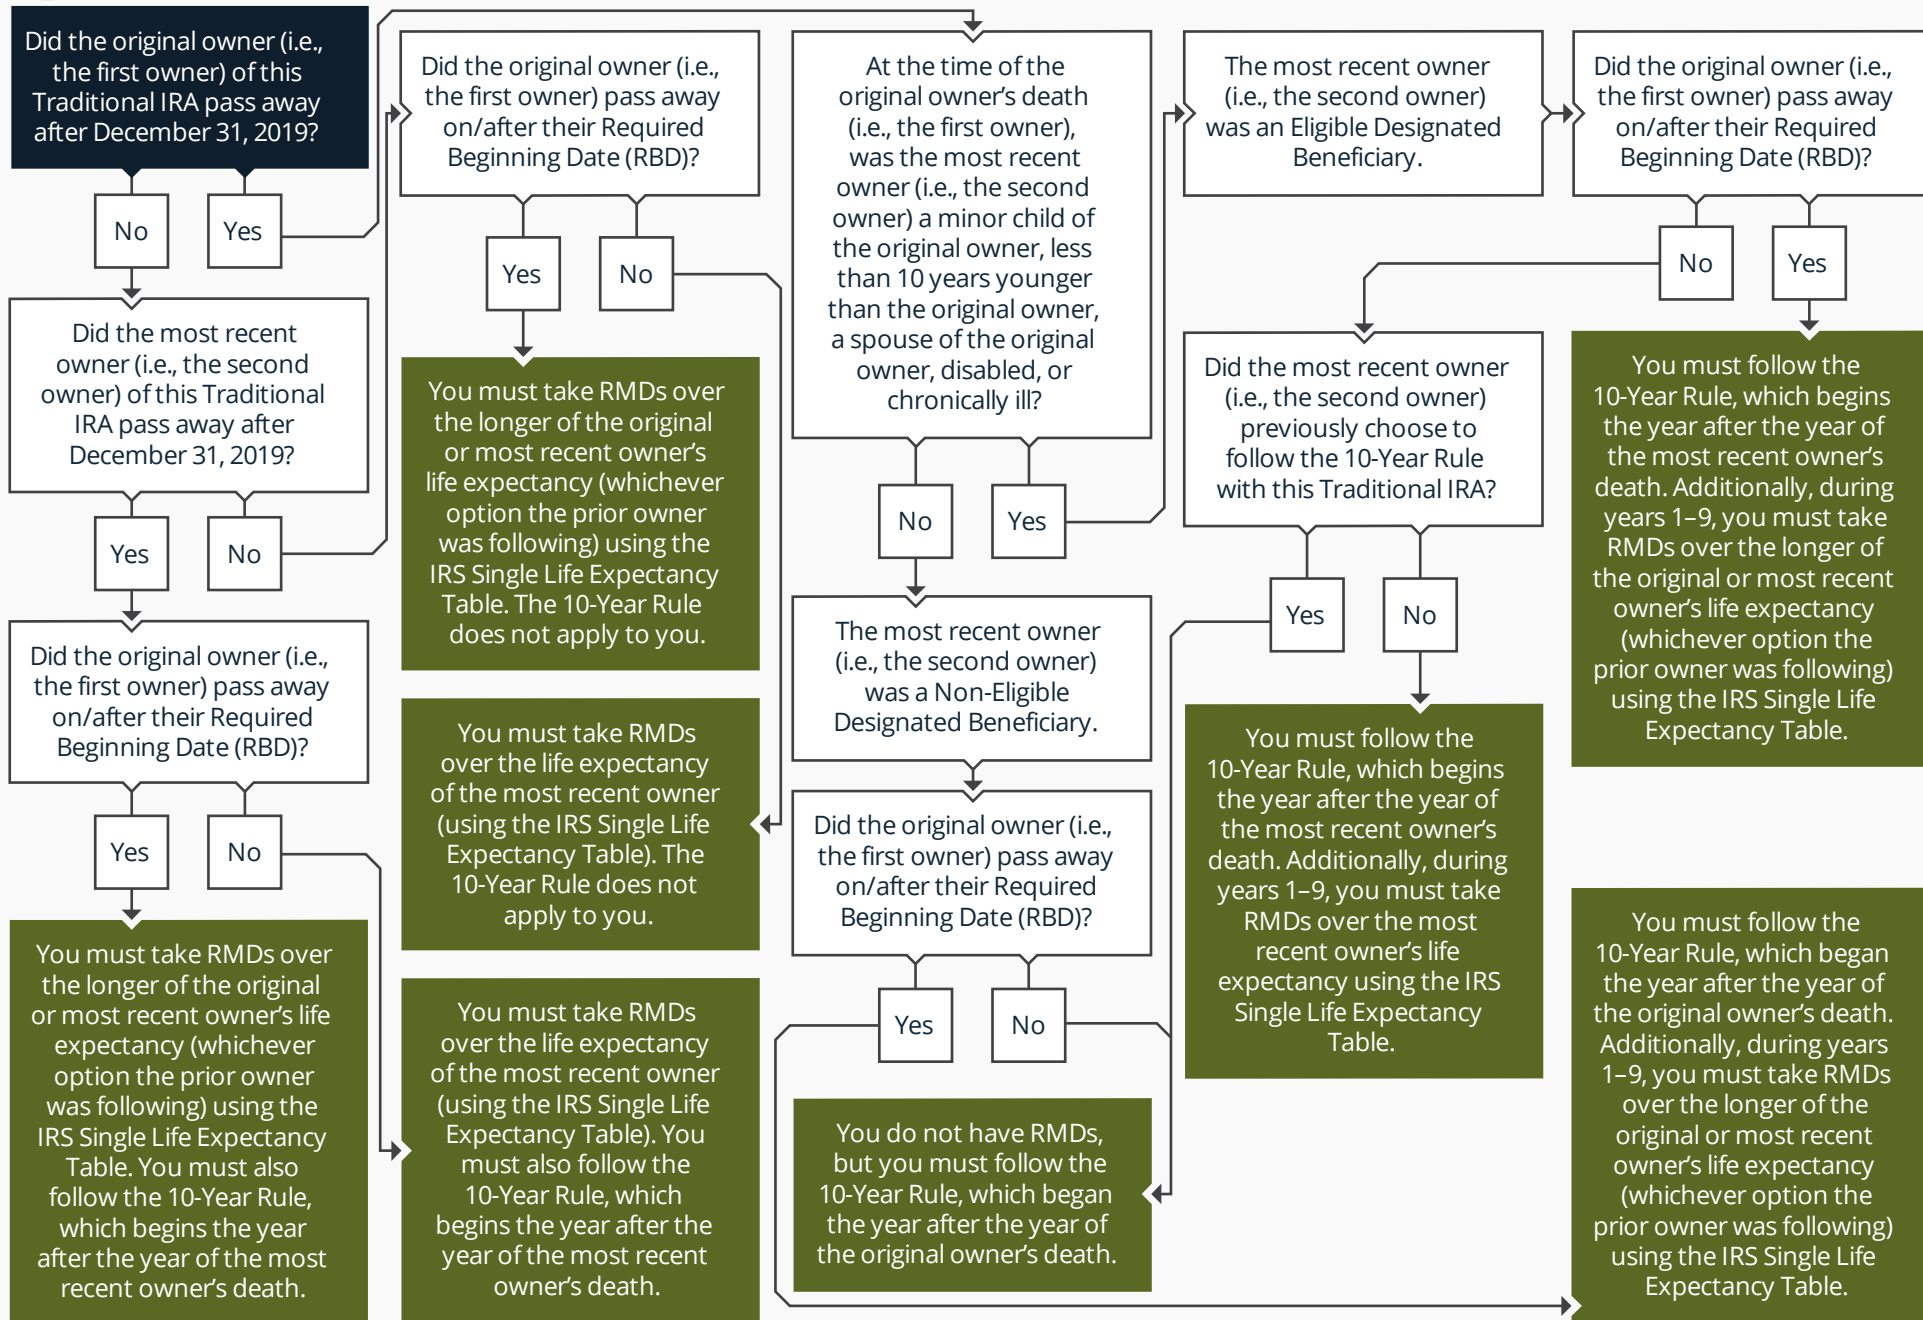 Did the original owner (i.e.,
the first owner) of this
Traditional IRA pass away
after December 31, 2019?
No
Yes
Did the most recent
owner (i.e., the second
owner) of this Traditional
IRA pass away after
December 31, 2019?
Yes
No
Did the original owner (i.e.,
the first owner) pass away
on/after their Required
Beginning Date (RBD)?
Yes
No
You must take RMDs over
the longer of the original
or most recent owner's life
expectancy (whichever
option the prior owner
was following) using the
IRS Single Life Expectancy
Table. You must also
follow the 10-Year Rule,
which begins the year
after the year of the most
recent owner's death.
Did the original owner (i.e.,
the first owner) pass away
on/after their Required
Beginning Date (RBD)?
Yes
No
You must take RMDs over
the longer of the original
or most recent owner's
life expectancy (whichever
option the prior owner
was following) using the
IRS Single Life Expectancy
Table. The 10-Year Rule
does not apply to you.
You must take RMDs
over the life expectancy
of the most recent owner
(using the IRS Single Life
Expectancy Table). The
10-Year Rule does not
apply to you.
You must take RMDs
over the life expectancy
of the most recent owner
(using the IRS Single Life
Expectancy Table). You
must also follow the
10-Year Rule, which
begins the year after the
year of the most recent
owner's death.
At the time of the
original owner's death
(i.e., the first owner),
was the most recent
owner (i.e., the second
owner) a minor child of
the original owner, less
than 10 years younger
than the original owner,
a spouse of the original
owner, disabled, or
chronically ill?
No
Yes
The most recent owner
(i.e., the second owner)
was a Non-Eligible
Designated Beneficiary.
Did the original owner (i.e.,
the first owner) pass away
on/after their Required
Beginning Date (RBD)?
Yes
No
You do not have RMDs,
but you must follow the
10-Year Rule, which began
the year after the year of
the original owner's death.
The most recent owner
(i.e., the second owner)
was an Eligible Designated
Beneficiary.
Did the most recent owner
(i.e., the second owner)
previously choose to
follow the 10-Year Rule
with this Traditional IRA?
Yes
No
You must follow the
10-Year Rule, which begins
the year after the year of
the most recent owner's
death. Additionally, during
years 1–9, you must take
RMDs over the most
recent owner's life
expectancy using the IRS
Single Life Expectancy
Table.
Did the original owner (i.e.,
the first owner) pass away
on/after their Required
Beginning Date (RBD)?
No
Yes
You must follow the
10-Year Rule, which begins
the year after the year of
the most recent owner's
death. Additionally, during
years 1–9, you must take
RMDs over the longer of
the original or most recent
owner's life expectancy
(whichever option the
prior owner was following)
using the IRS Single Life
Expectancy Table.
You must follow the
10-Year Rule, which began
the year after the year of
the original owner's death.
Additionally, during years
1–9, you must take RMDs
over the longer of the
original or most recent
owner's life expectancy
(whichever option the
prior owner was following)
using the IRS Single Life
Expectancy Table.